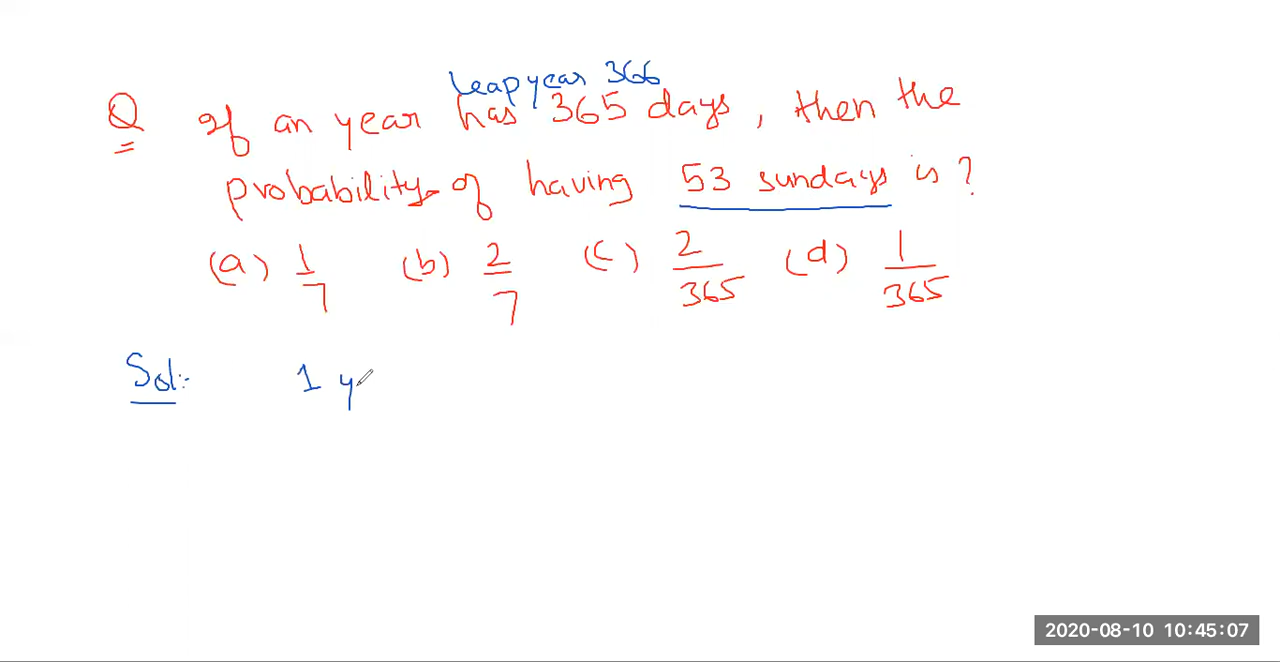 leap year 366
Q If an year has 365 days, then the
probability of having 53 sundays is?
(a) 1/7 (b) 2/7 (c) 2/365 (d) 1/365
Sol:- 1 y
2020-08-10 10:45:07